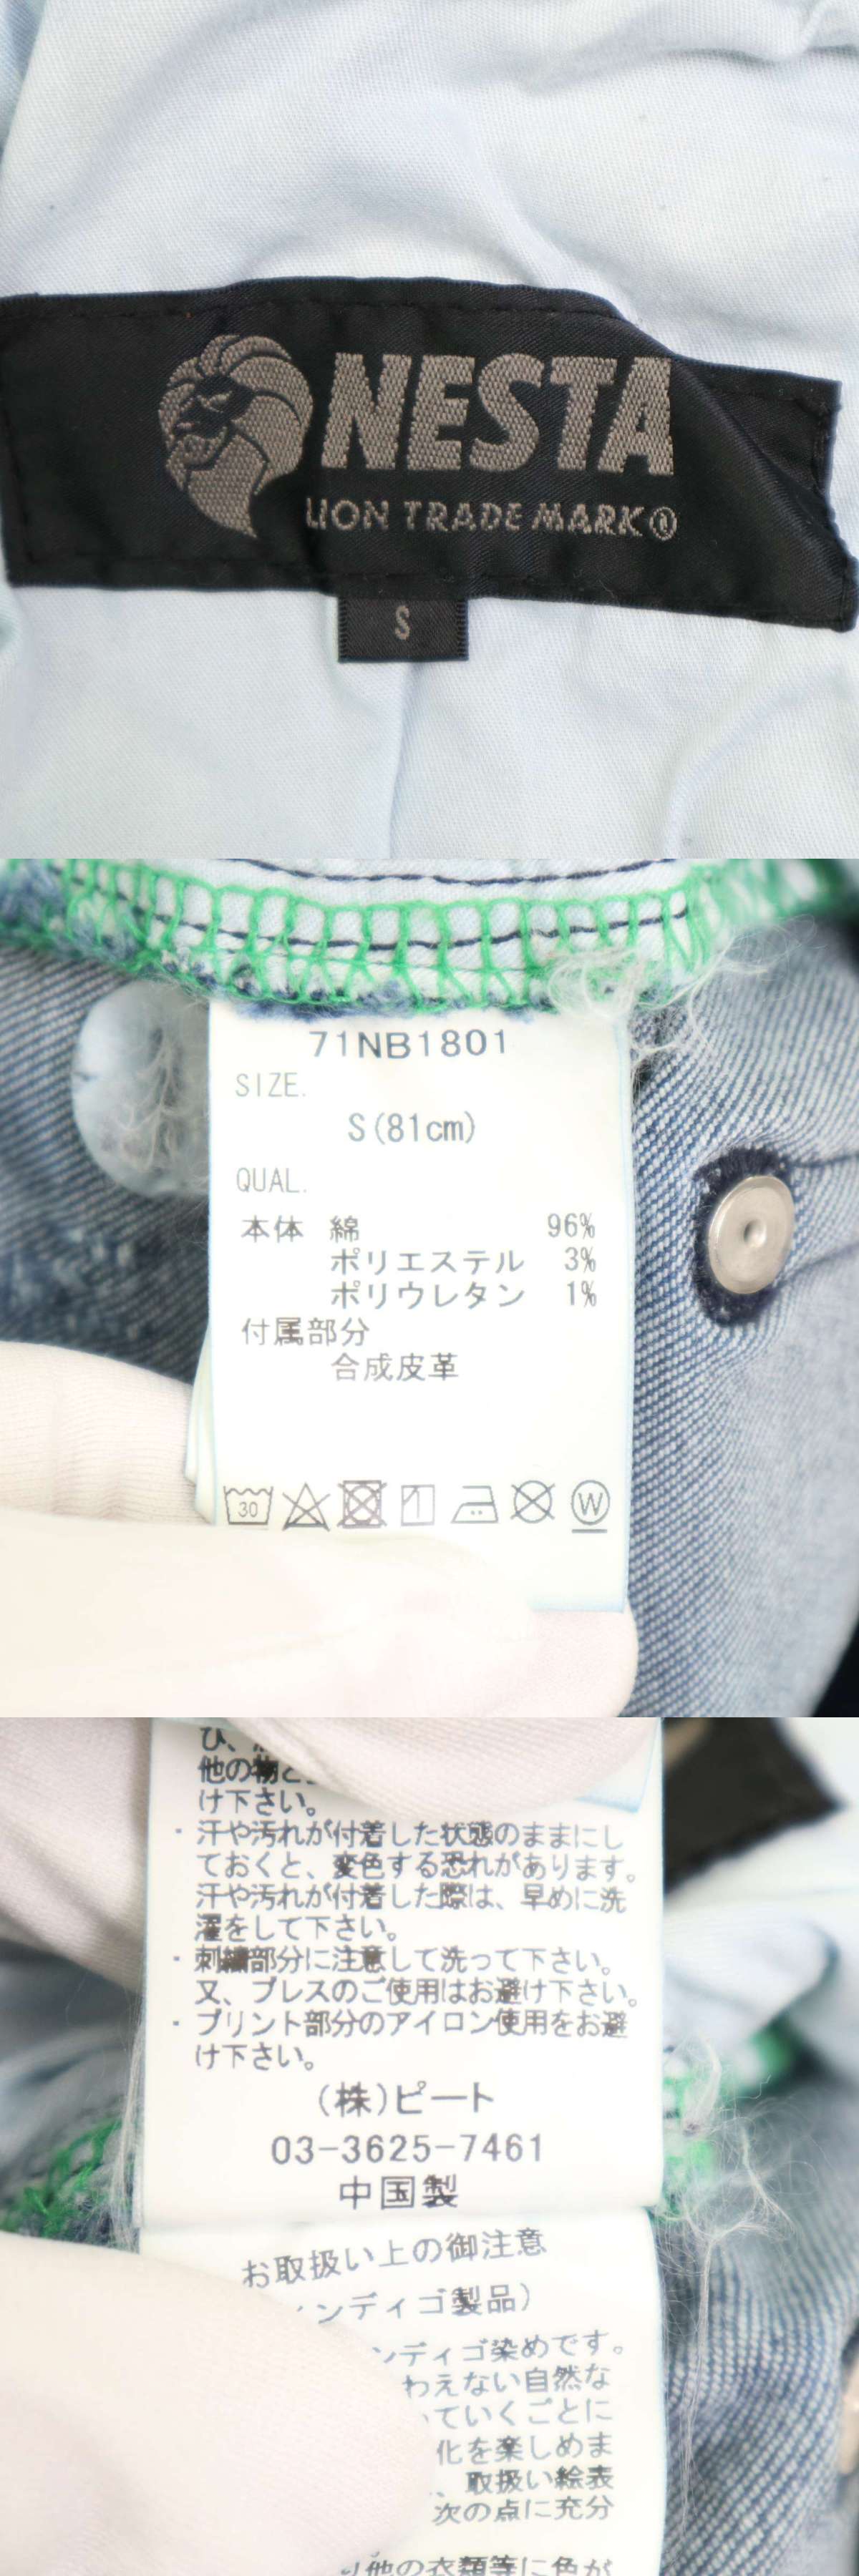 NESTA
LION TRADE MARK®
S
71NB1801
SIZE.
S(81cm)
QUAL.
本体 綿 96%
ポリエステル 3%
ポリウレタン 1%
付属部分
合成皮革
30
W
び、
他の物と
け下さい。
・汗や汚れが付着した状態のままにし
ておくと、変色する恐れがあります。
汗や汚れが付着した際は、早めに洗
濯をして下さい。
・刺繍部分に注意して洗って下さい。
又、プレスのご使用はお避け下さい。
・プリント部分のアイロン使用をお避
け下さい。
(株)ピート
03-3625-7461
中国製
お取扱い上の御注意
ンディゴ製品)
ンディゴ染めです。
わえない自然な
ていくごとに
化を楽しめま
、取扱い絵表
次の点に充分
他の衣類等に色が